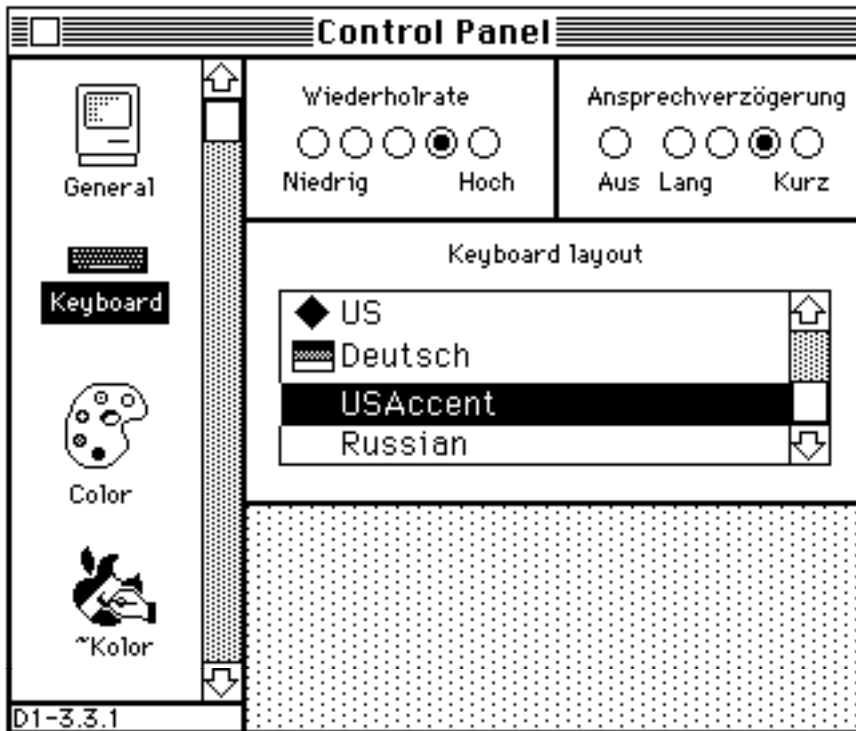 Control Panel
General
Keyboard
Color
~Kolor
D1-3.3.1
Wiederholrate
Niedrig Hoch
Ansprechverzögerung
Aus Lang Kurz
Keyboard layout
US
Deutsch
USAccent
Russian